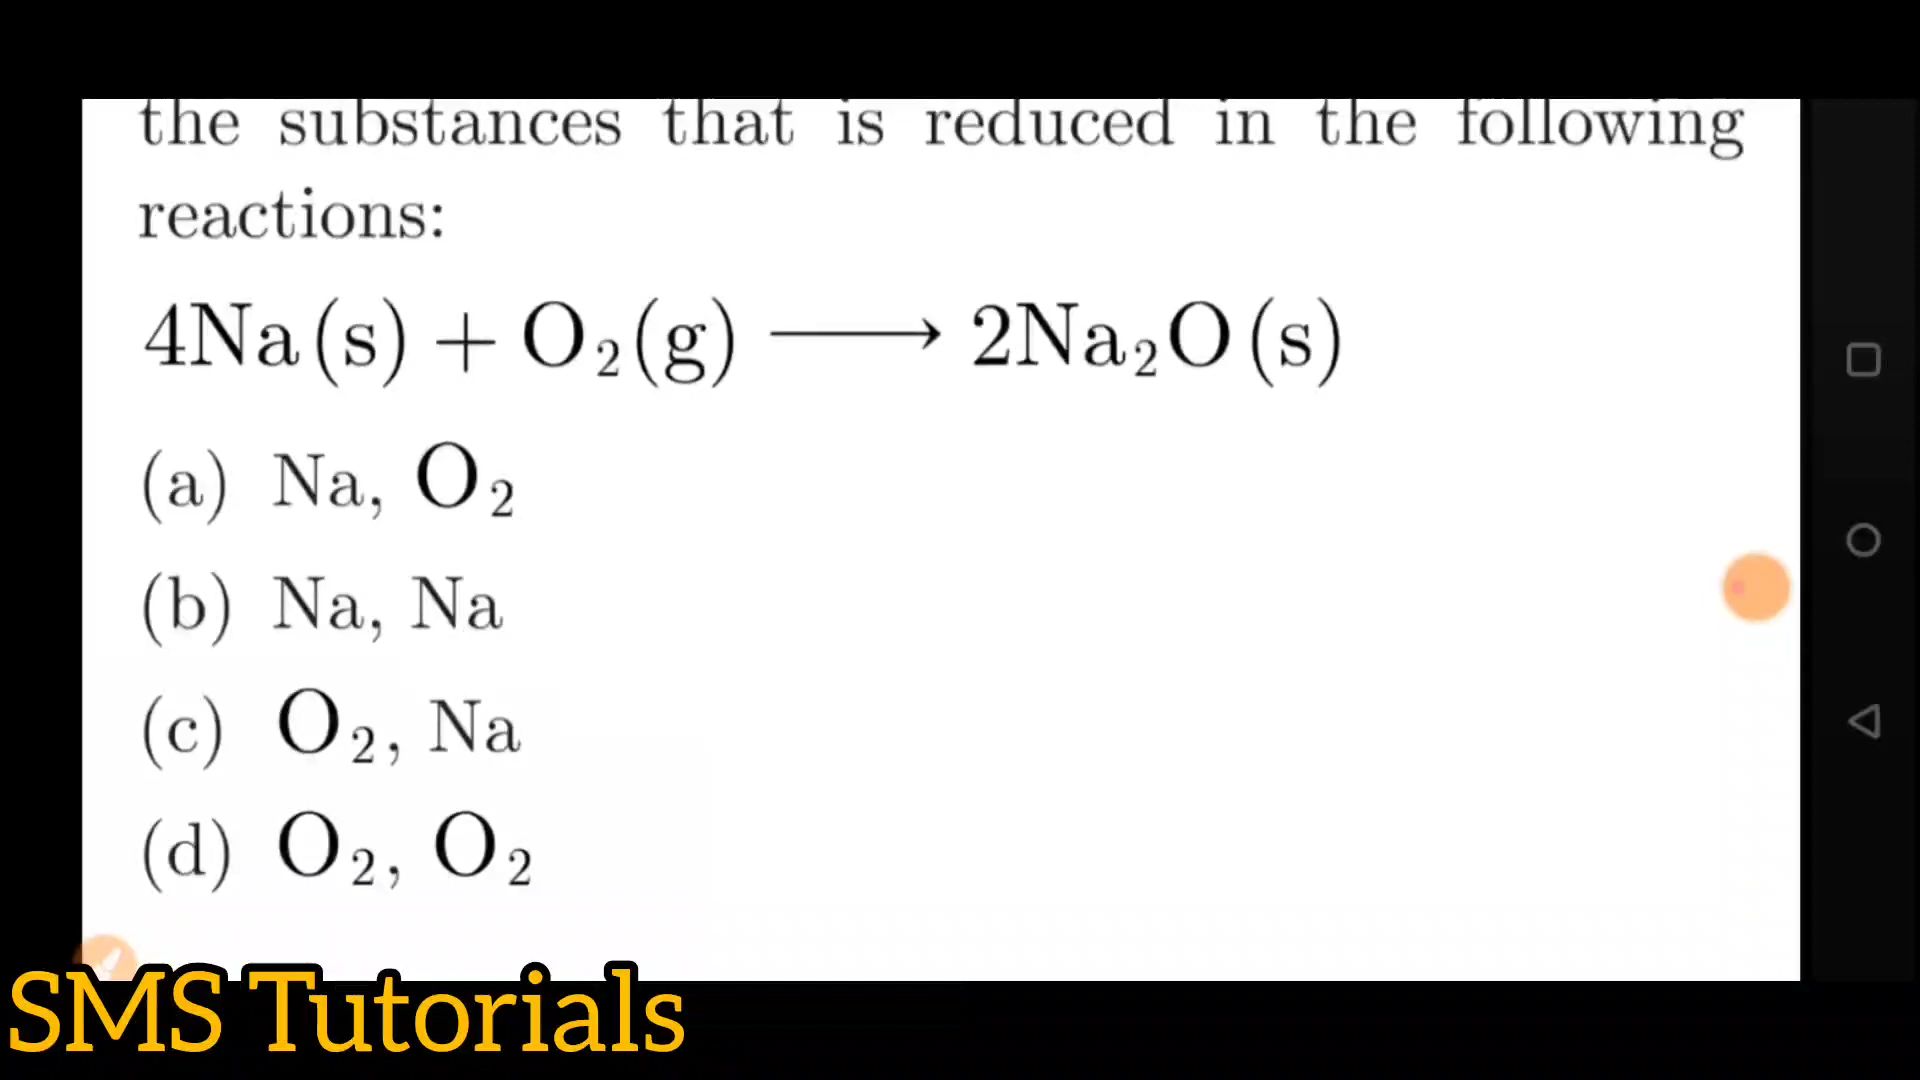 the substances that is reduced in the following
reactions:
4Na(s) + O₂(g) ⟶ 2Na₂O(s)
(a) Na, O₂
(b) Na, Na
(c) O₂, Na
(d) O₂, O₂
SMS Tutorials